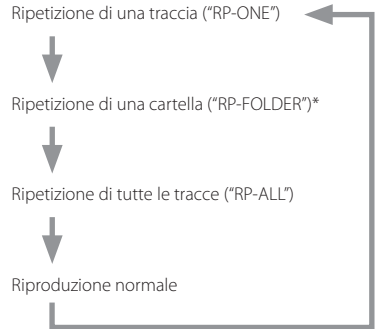 Ripetizione di una traccia (“RP-ONE”)
Ripetizione di una cartella (“RP-FOLDER”)*
Ripetizione di tutte le tracce (“RP-ALL”)
Riproduzione normale